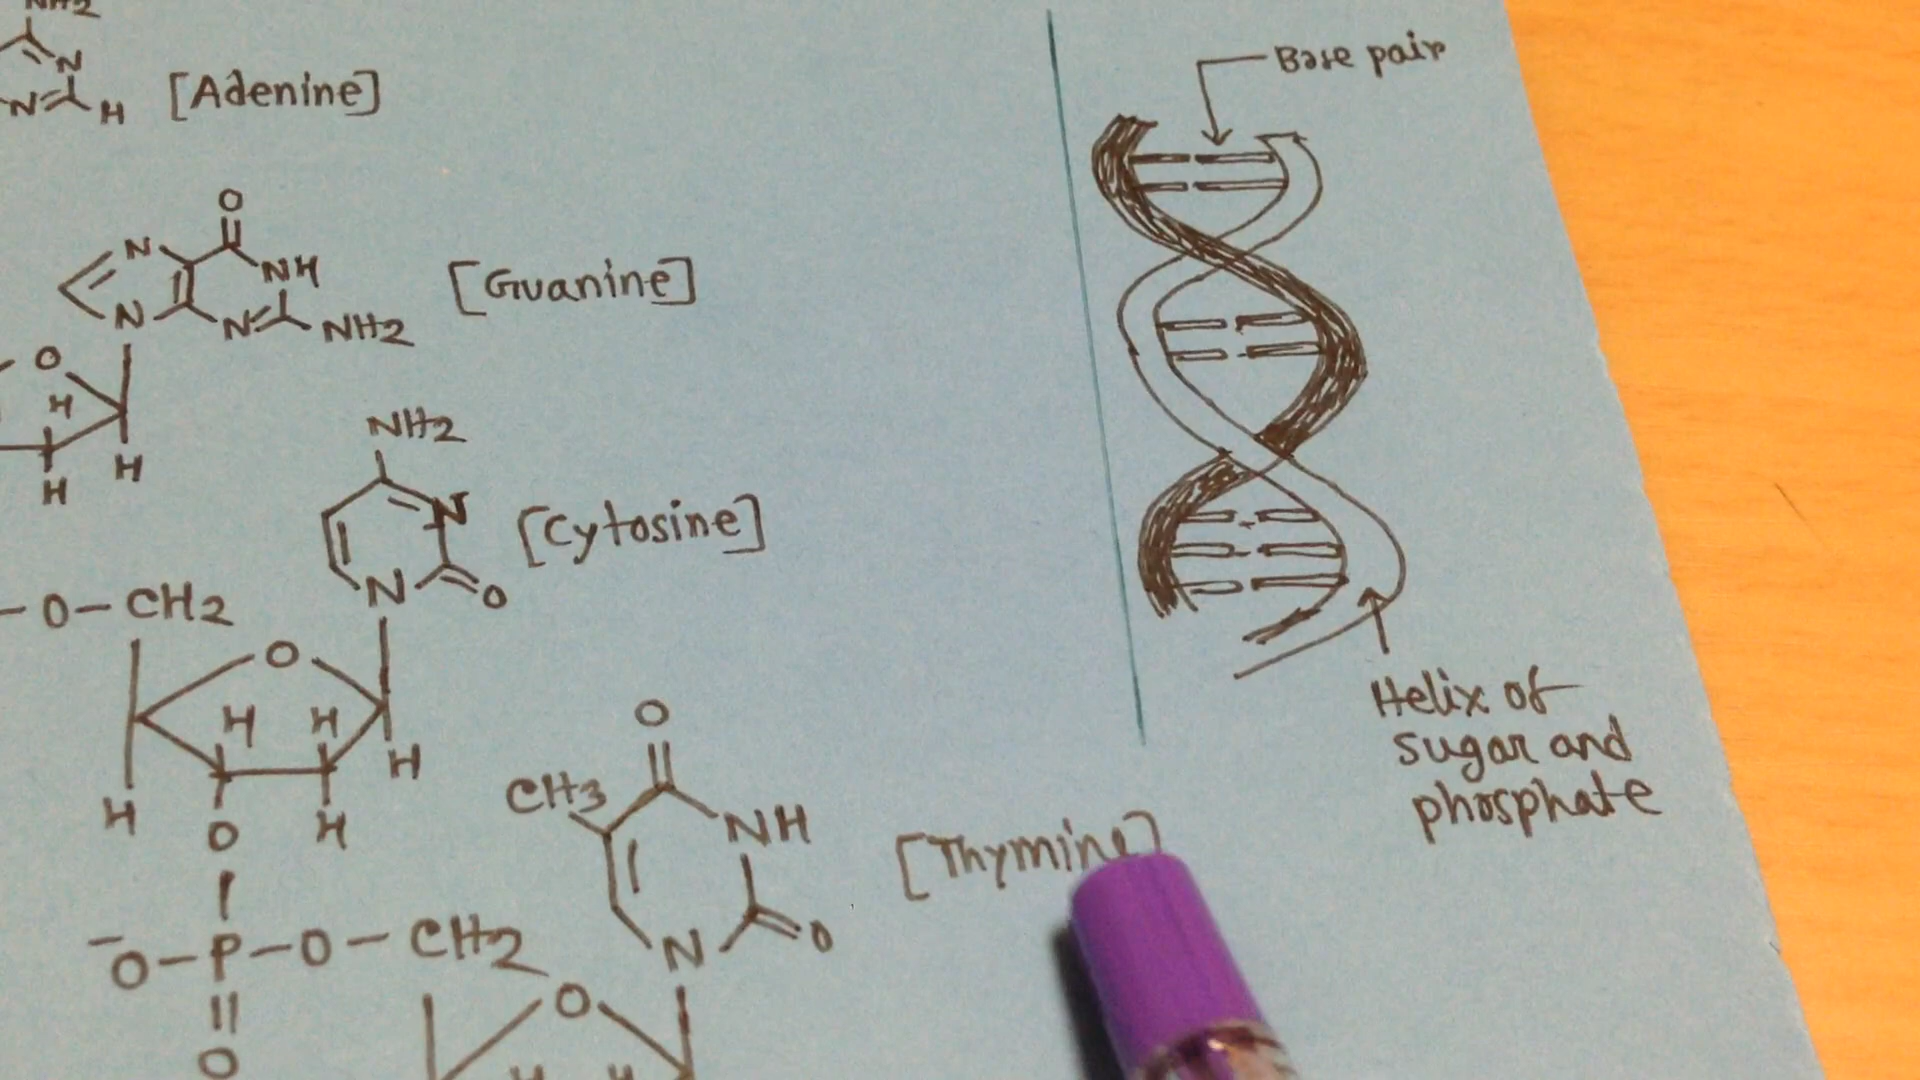 NH2
N
N
H
[Adenine]
Base pair
O
N
NH
[Guanine]
N
N
NH2
O
H
H
H
NH2
N
[Cytosine]
N
O
-O-CH2
O
H
H
H
H
H
O
O
CH3
NH
[Thymine]
N
O
-O-P-O-CH2
O
O
Helix of
sugar and
phosphate